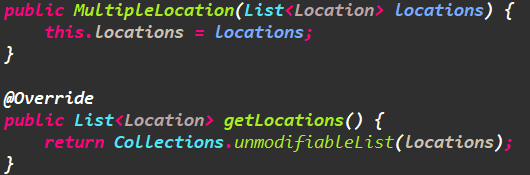 public MultipleLocation(List<Location> locations) {
    this.locations = locations;
}

@Override
public List<Location> getLocations() {
    return Collections.unmodifiableList(locations);
}